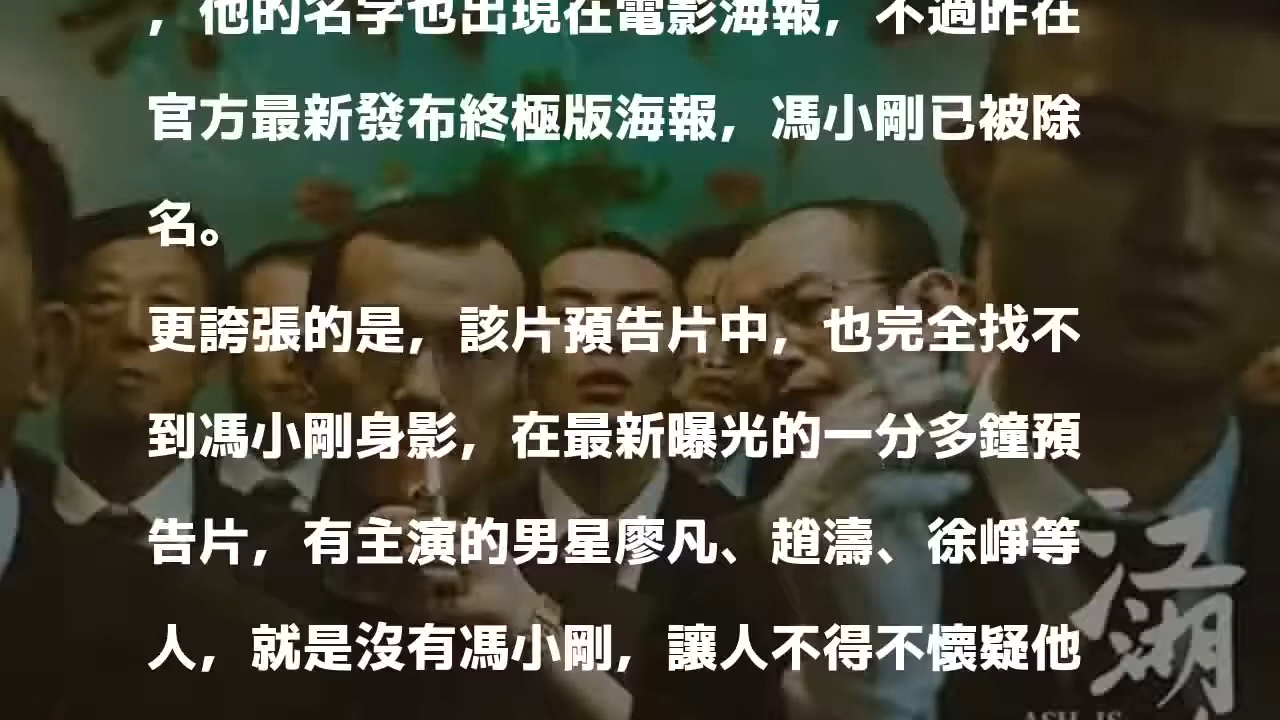 ，他的名字也出現在電影海報，不過昨在
官方最新發布終極版海報，馮小剛已被除
名。
更誇張的是，該片預告片中，也完全找不
到馮小剛身影，在最新曝光的一分多鐘預
告片，有主演的男星廖凡、趙濤、徐崢等
人，就是沒有馮小剛，讓人不得不懷疑他
江湖
ASH IS